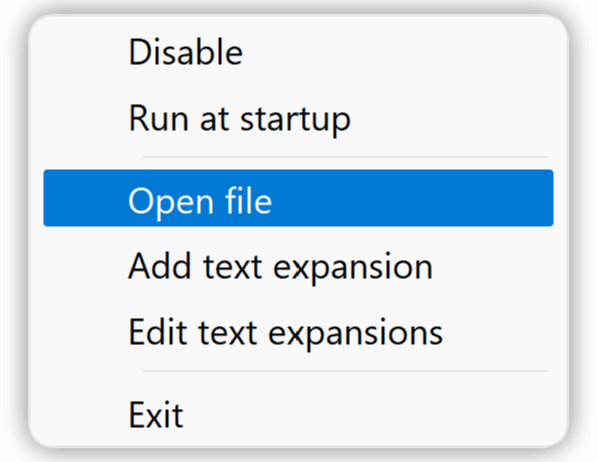 Disable
Run at startup
Open file
Add text expansion
Edit text expansions
Exit